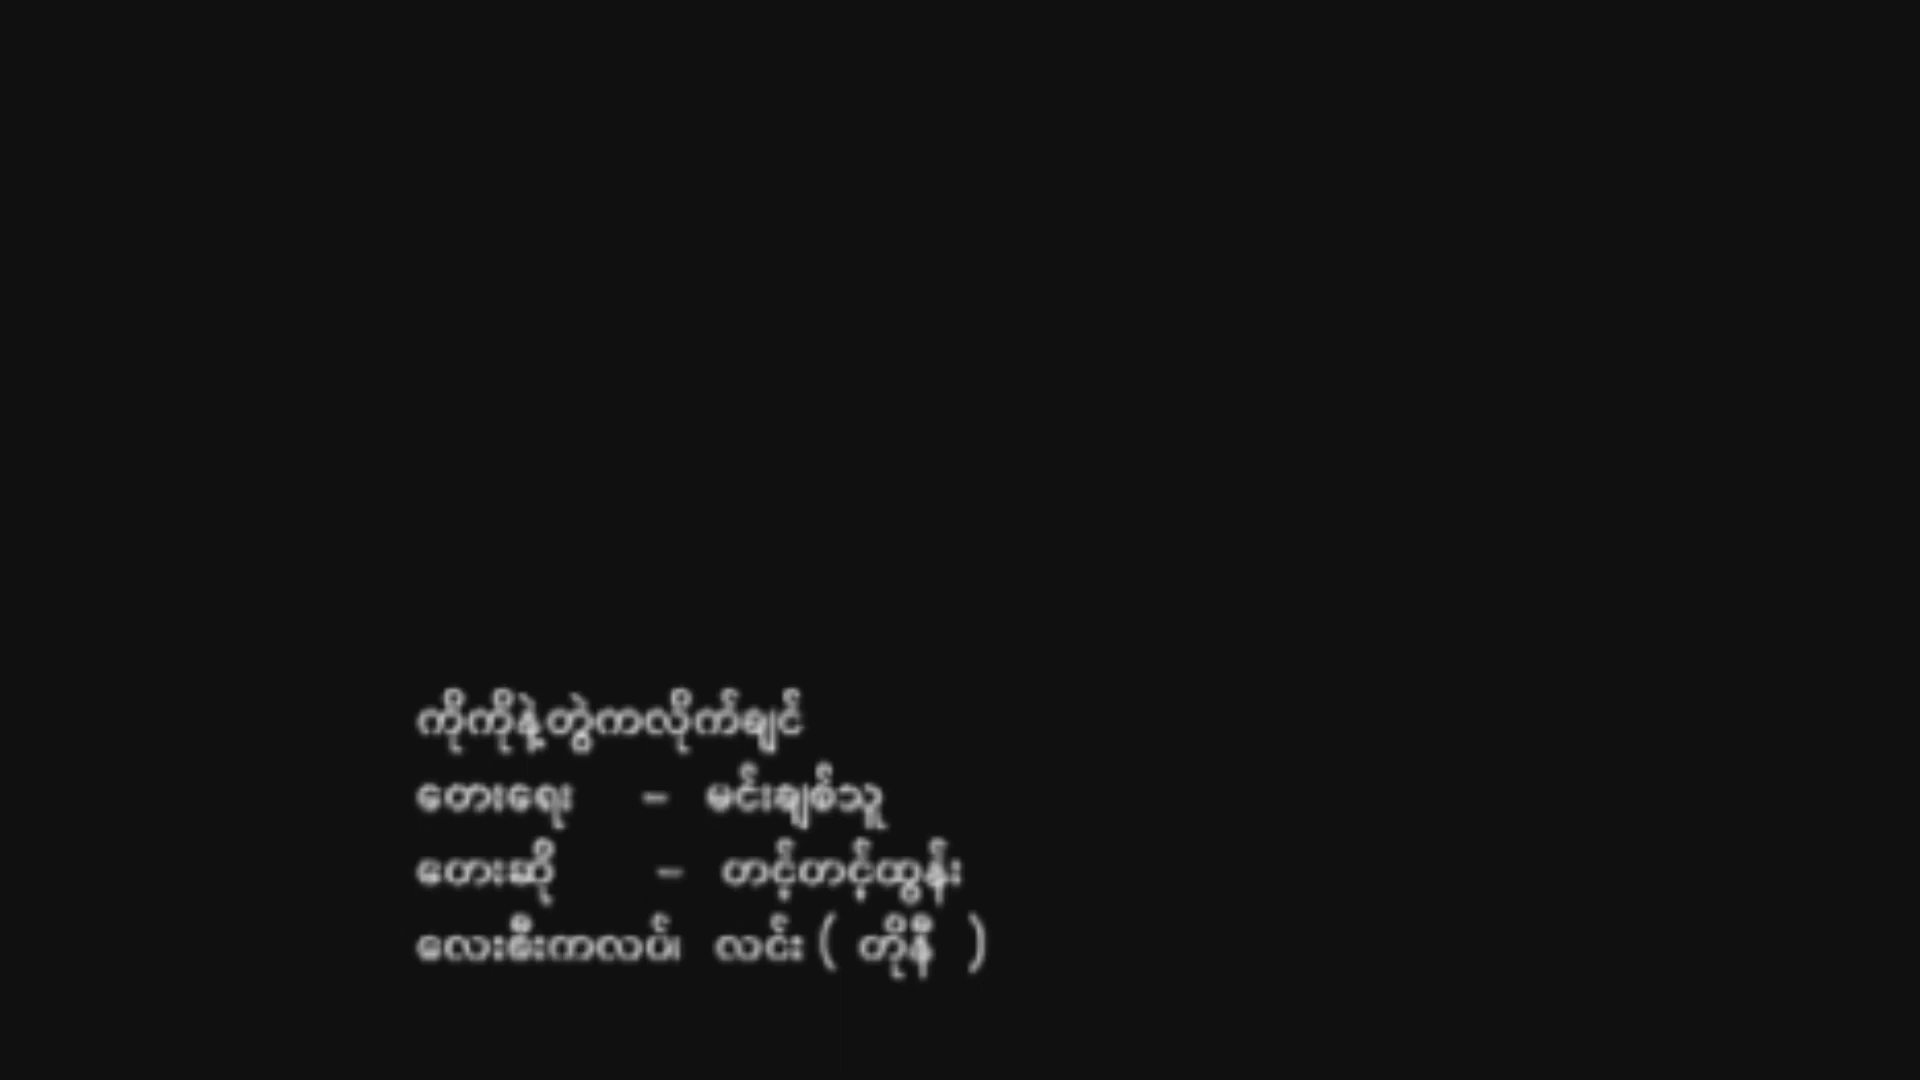 ကိုကိုနဲ့တွဲကလိုက်ချင်
တေးရေး – မင်းချစ်သူ
တေးဆို – တင့်တင့်ထွန်း
လေးဇီးကလပ်၊ လင်း ( တိုနီ )